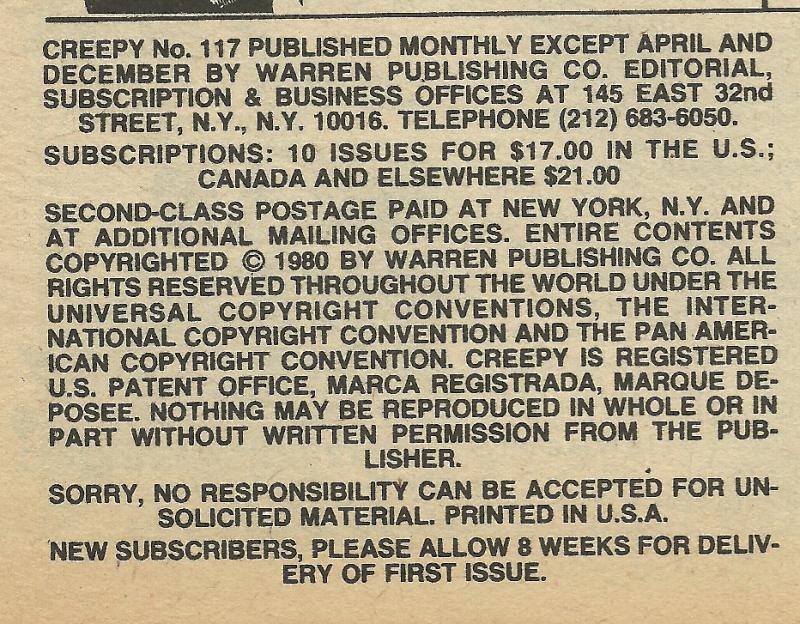 CREEPY No. 117 PUBLISHED MONTHLY EXCEPT APRIL AND
DECEMBER BY WARREN PUBLISHING CO. EDITORIAL,
SUBSCRIPTION & BUSINESS OFFICES AT 145 EAST 32nd
STREET, N.Y., N.Y. 10016. TELEPHONE (212) 683-6050.
SUBSCRIPTIONS: 10 ISSUES FOR $17.00 IN THE U.S.;
CANADA AND ELSEWHERE $21.00
SECOND-CLASS POSTAGE PAID AT NEW YORK, N.Y. AND
AT ADDITIONAL MAILING OFFICES. ENTIRE CONTENTS
COPYRIGHTED © 1980 BY WARREN PUBLISHING CO. ALL
RIGHTS RESERVED THROUGHOUT THE WORLD UNDER THE
UNIVERSAL COPYRIGHT CONVENTIONS, THE INTER-
NATIONAL COPYRIGHT CONVENTION AND THE PAN AMER-
ICAN COPYRIGHT CONVENTION. CREEPY IS REGISTERED
U.S. PATENT OFFICE, MARCA REGISTRADA, MARQUE DE-
POSEE. NOTHING MAY BE REPRODUCED IN WHOLE OR IN
PART WITHOUT WRITTEN PERMISSION FROM THE PUB-
LISHER.
SORRY, NO RESPONSIBILITY CAN BE ACCEPTED FOR UN-
SOLICITED MATERIAL. PRINTED IN U.S.A.
NEW SUBSCRIBERS, PLEASE ALLOW 8 WEEKS FOR DELIV-
ERY OF FIRST ISSUE.